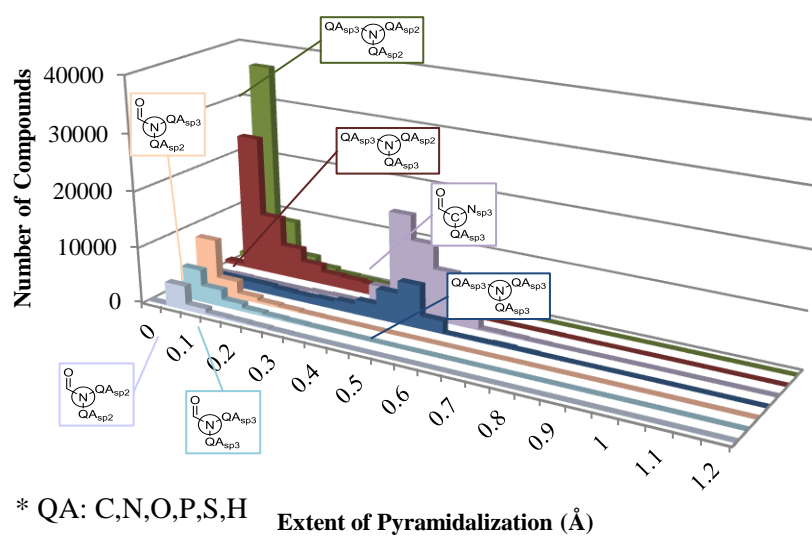 Number of Compounds
40000
30000
20000
10000
0
QAsp3 N QAsp2
QAsp2
O
N QAsp3
QAsp2
QAsp3 N QAsp2
QAsp3
O
C Nsp3
QAsp3
QAsp3 N QAsp3
QAsp3
O
N QAsp2
QAsp2
O
N QAsp3
QAsp3
0 0.1 0.2 0.3 0.4 0.5 0.6 0.7 0.8 0.9 1 1.1 1.2
* QA: C,N,O,P,S,H
Extent of Pyramidalization (Å)